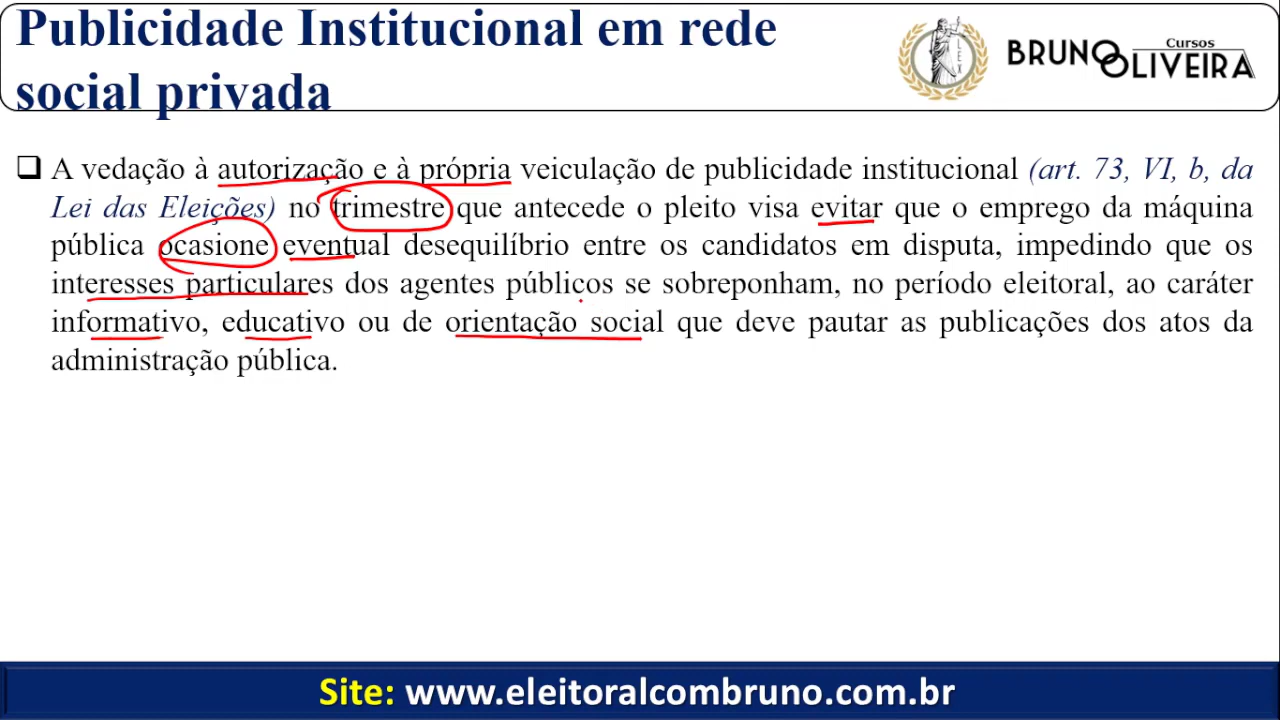 Publicidade Institucional em rede
social privada
Cursos
BRUNO OLIVEIRA
LEX
❑ A vedação à autorização e à própria veiculação de publicidade institucional (art. 73, VI, b, da
Lei das Eleições) no trimestre que antecede o pleito visa evitar que o emprego da máquina
pública ocasione eventual desequilíbrio entre os candidatos em disputa, impedindo que os
interesses particulares dos agentes públicos se sobreponham, no período eleitoral, ao caráter
informativo, educativo ou de orientação social que deve pautar as publicações dos atos da
administração pública.
Site: www.eleitoralcombruno.com.br